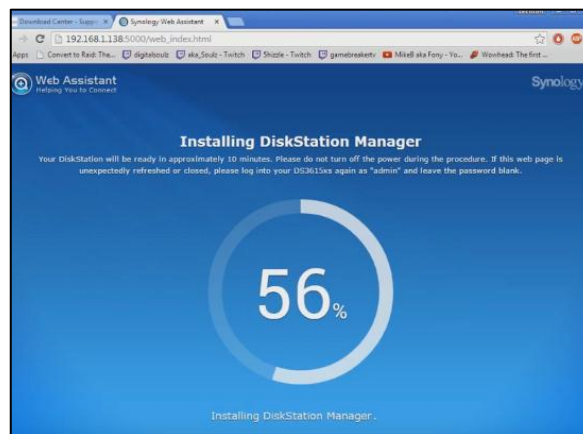 Download Center - Suppo
Synology Web Assistant
192.168.1.138:5000/web_index.html
Apps Convert to Raid: The... digitalsoulz aka_Soulz - Twitch Shizzle - Twitch gamebreakertv MikeB aka Fony - Yo... Wowhead: The first ...
Web Assistant
Helping You to Connect
Synology
Installing DiskStation Manager
Your DiskStation will be ready in approximately 10 minutes. Please do not turn off the power during the procedure. If this web page is
unexpectedly refreshed or closed, please log into your DS3615xs again as "admin" and leave the password blank.
56%
Installing DiskStation Manager.